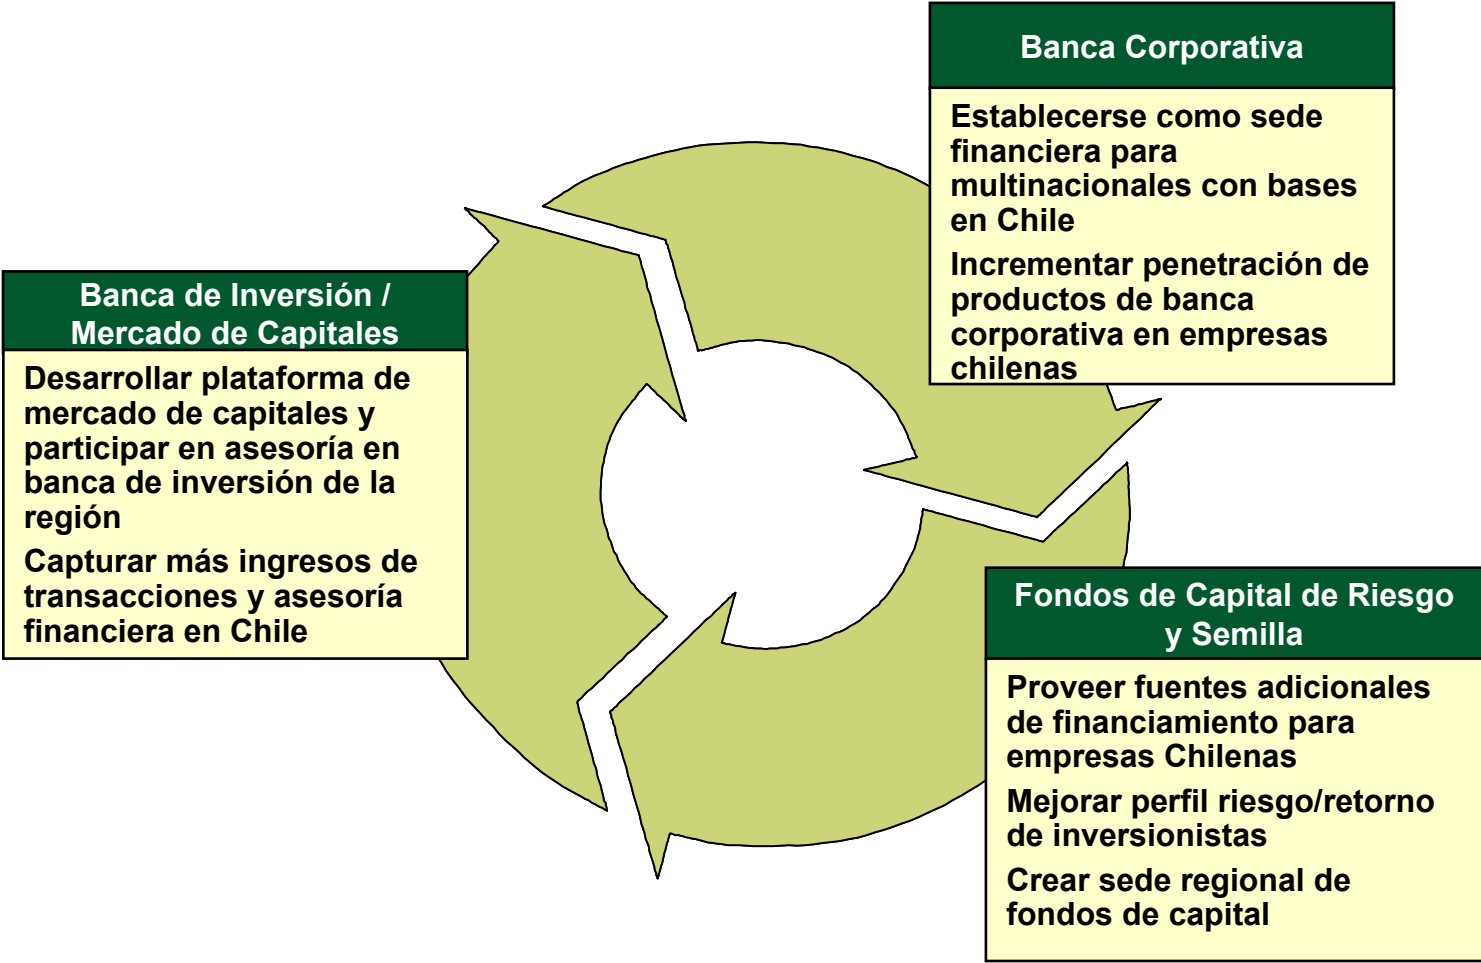 Banca Corporativa
Establecerse como sede
financiera para
multinacionales con bases
en Chile
Incrementar penetración de
productos de banca
corporativa en empresas
chilenas
Banca de Inversión /
Mercado de Capitales
Desarrollar plataforma de
mercado de capitales y
participar en asesoría en
banca de inversión de la
región
Capturar más ingresos de
transacciones y asesoría
financiera en Chile
Fondos de Capital de Riesgo
y Semilla
Proveer fuentes adicionales
de financiamiento para
empresas Chilenas
Mejorar perfil riesgo/retorno
de inversionistas
Crear sede regional de
fondos de capital